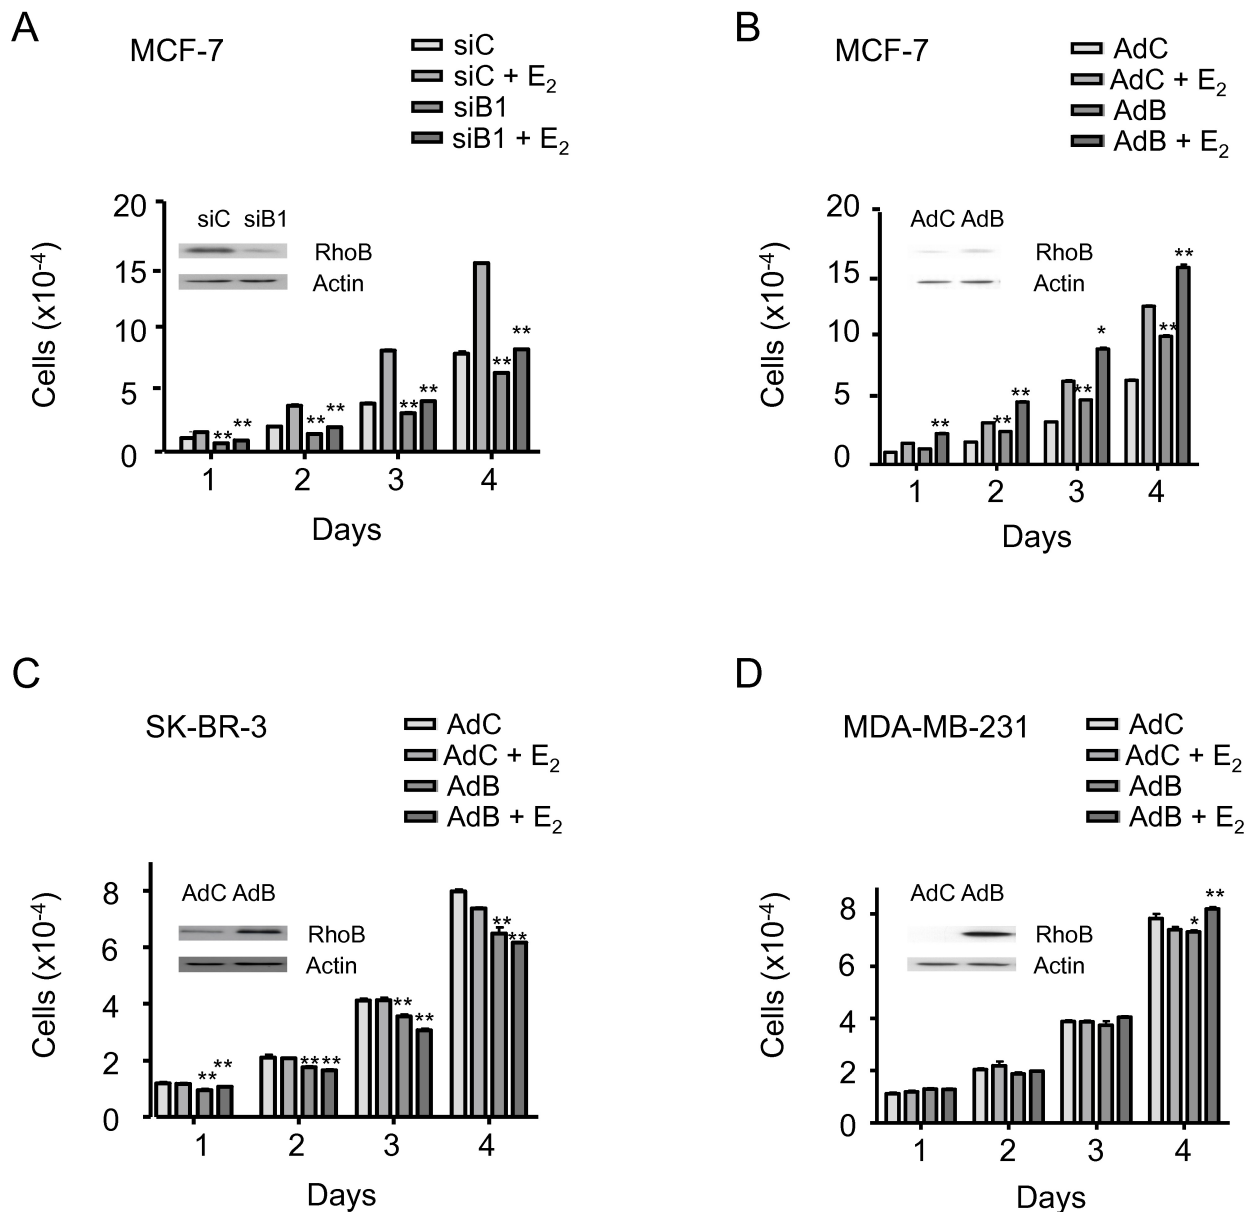 A
MCF-7
siC
siC + E2
siB1
siB1 + E2
20
15
10
5
0
Cells (x10-4)
siC siB1
RhoB
Actin
** ** ** ** ** ** ** **
1 2 3 4
Days
B
MCF-7
AdC
AdC + E2
AdB
AdB + E2
20
15
10
5
0
Cells (x10-4)
AdC AdB
RhoB
Actin
** ** ** ** * ** **
1 2 3 4
Days
C
SK-BR-3
AdC
AdC + E2
AdB
AdB + E2
8
6
4
2
0
Cells (x10-4)
AdC AdB
RhoB
Actin
** ** ** ** ** ** ** **
1 2 3 4
Days
D
MDA-MB-231
AdC
AdC + E2
AdB
AdB + E2
8
6
4
2
0
Cells (x10-4)
AdC AdB
RhoB
Actin
* **
1 2 3 4
Days